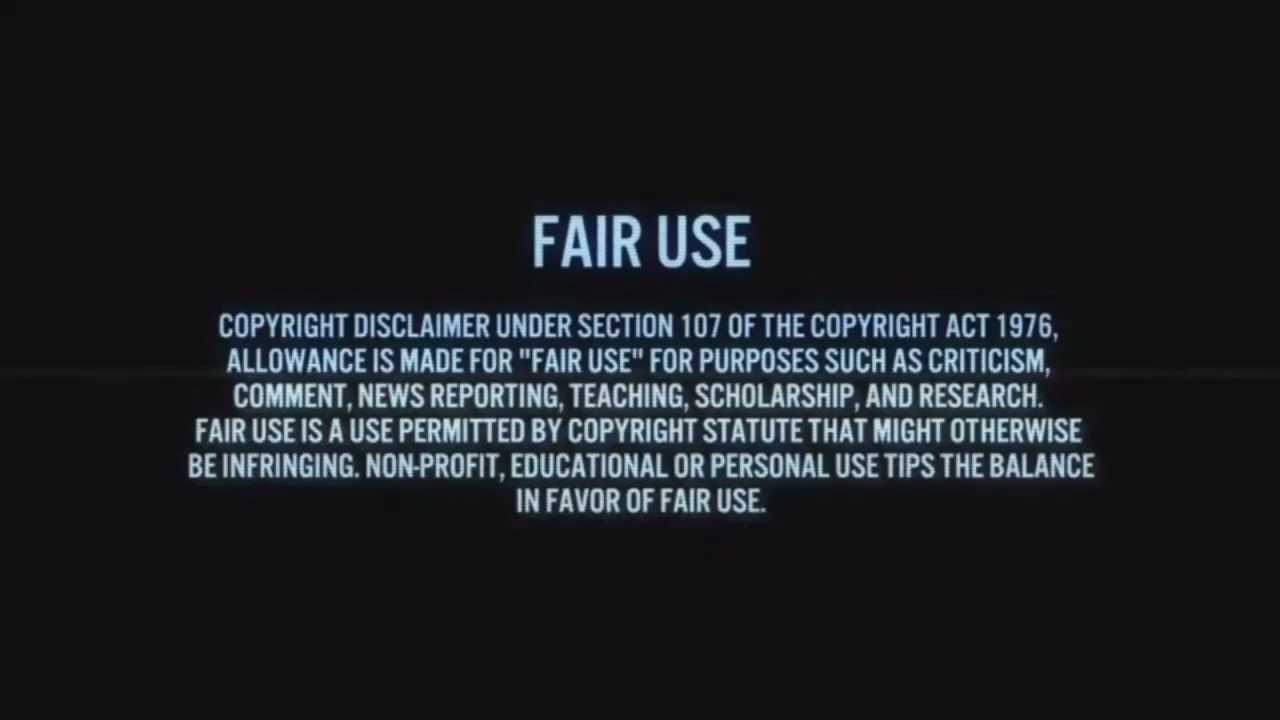 FAIR USE
COPYRIGHT DISCLAIMER UNDER SECTION 107 OF THE COPYRIGHT ACT 1976,
ALLOWANCE IS MADE FOR "FAIR USE" FOR PURPOSES SUCH AS CRITICISM,
COMMENT, NEWS REPORTING, TEACHING, SCHOLARSHIP, AND RESEARCH.
FAIR USE IS A USE PERMITTED BY COPYRIGHT STATUTE THAT MIGHT OTHERWISE
BE INFRINGING. NON-PROFIT, EDUCATIONAL OR PERSONAL USE TIPS THE BALANCE
IN FAVOR OF FAIR USE.